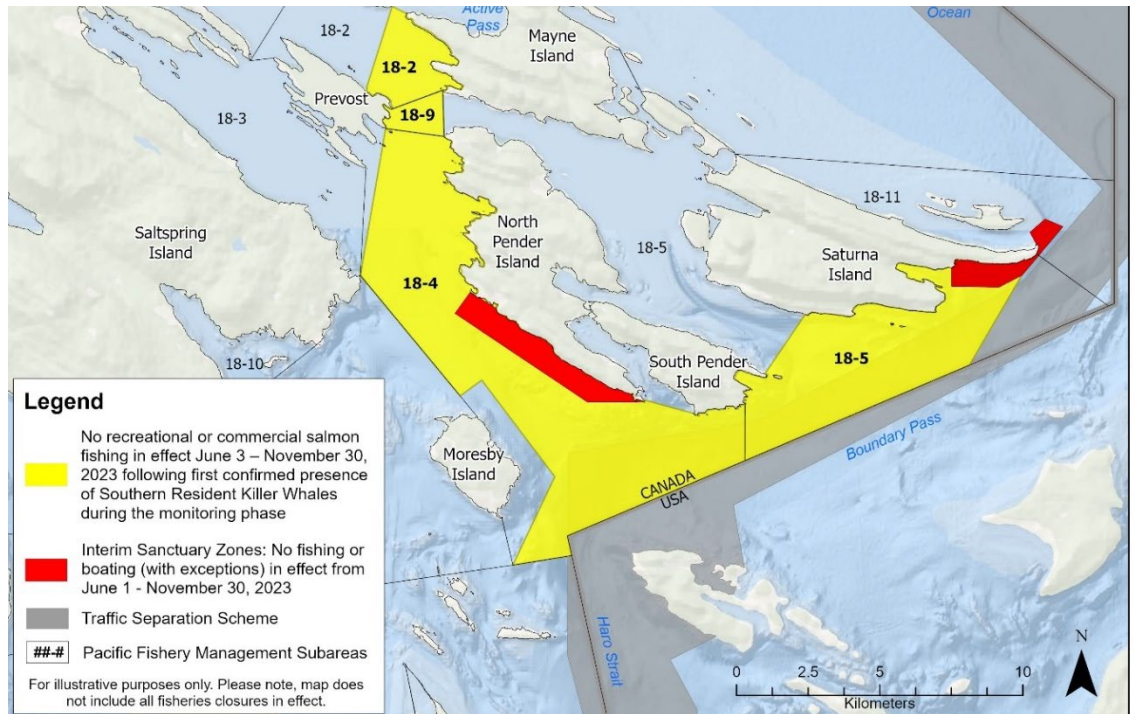 Active
Pass
Ocean
18-2
Mayne
Island
18-2
Prevost
18-9
18-3
18-11
North
Pender
Island
Saltspring
Island
18-5
Saturna
Island
18-4
18-5
South Pender
Island
18-10
Moresby
Island
Boundary Pass
CANADA
USA
Haro Strait
Legend
No recreational or commercial salmon
fishing in effect June 3 – November 30,
2023 following first confirmed presence
of Southern Resident Killer Whales
during the monitoring phase
Interim Sanctuary Zones: No fishing or
boating (with exceptions) in effect from
June 1 - November 30, 2023
Traffic Separation Scheme
##-# Pacific Fishery Management Subareas
For illustrative purposes only. Please note, map does
not include all fisheries closures in effect.
N
0 5 10
Kilometers